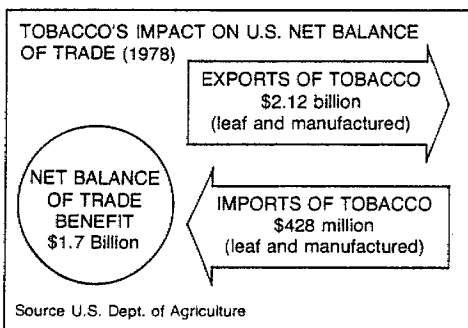 TOBACCO'S IMPACT ON U.S. NET BALANCE
OF TRADE (1978)
EXPORTS OF TOBACCO
$2.12 billion
(leaf and manufactured)
NET BALANCE
OF TRADE
BENEFIT
$1.7 Billion
IMPORTS OF TOBACCO
$428 million
(leaf and manufactured)
Source U.S. Dept. of Agriculture